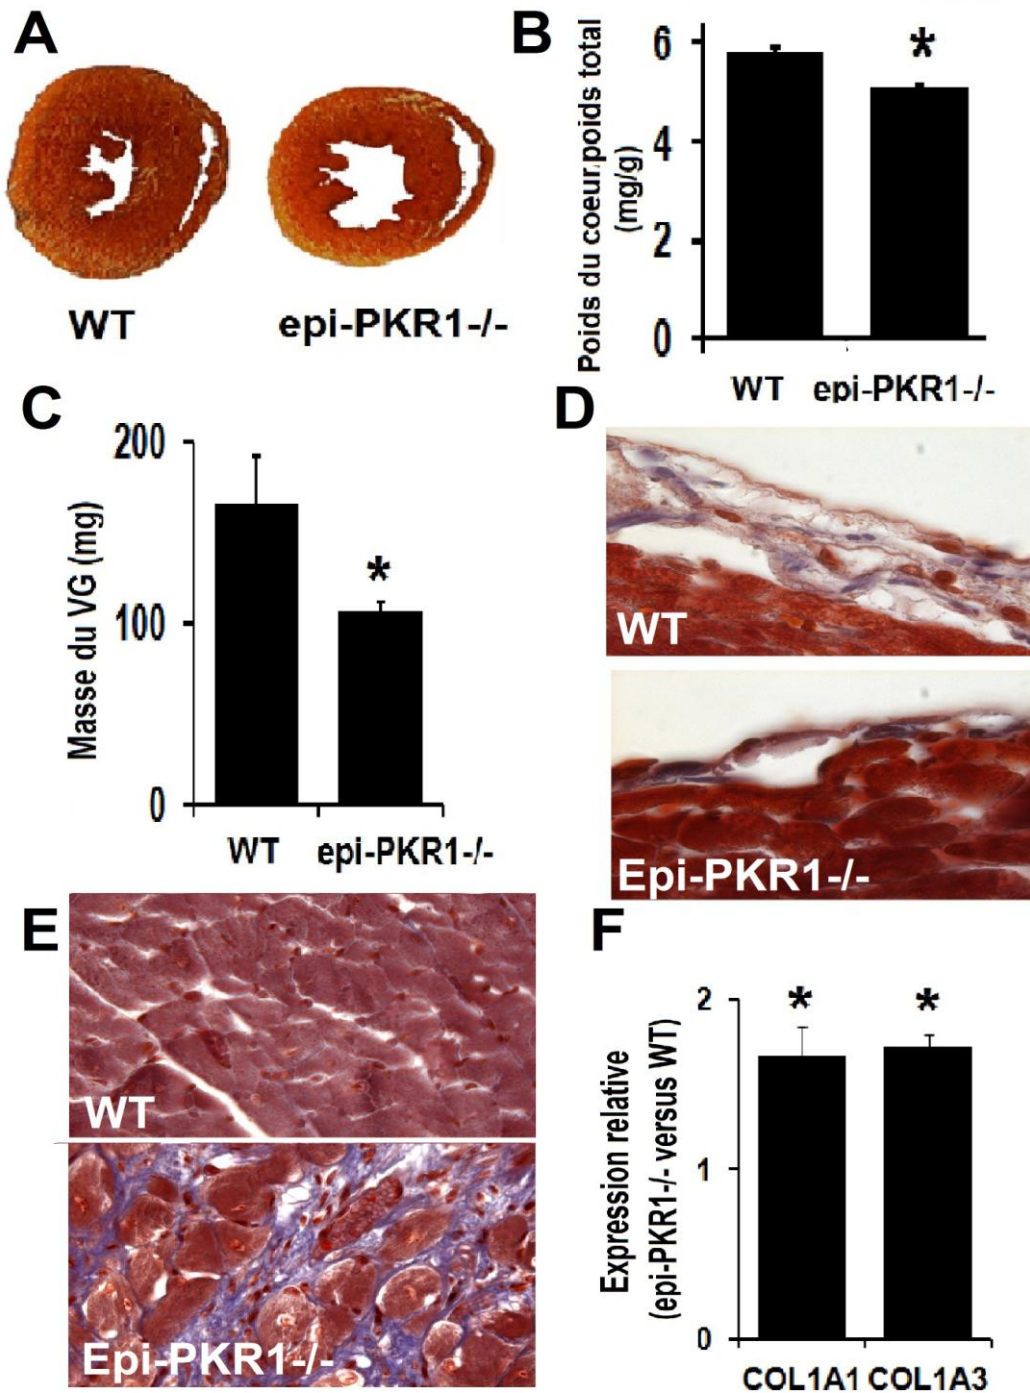 A
WT
epi-PKR1-/-
B
Poids du coeur,poids total
(mg/g)
6
4
2
0
*
WT
epi-PKR1-/-
C
Masse du VG (mg)
200
100
0
*
WT
epi-PKR1-/-
D
WT
Epi-PKR1-/-
E
WT
Epi-PKR1-/-
F
Expression relative
(epi-PKR1-/- versus WT)
2
1
0
*
*
COL1A1 COL1A3